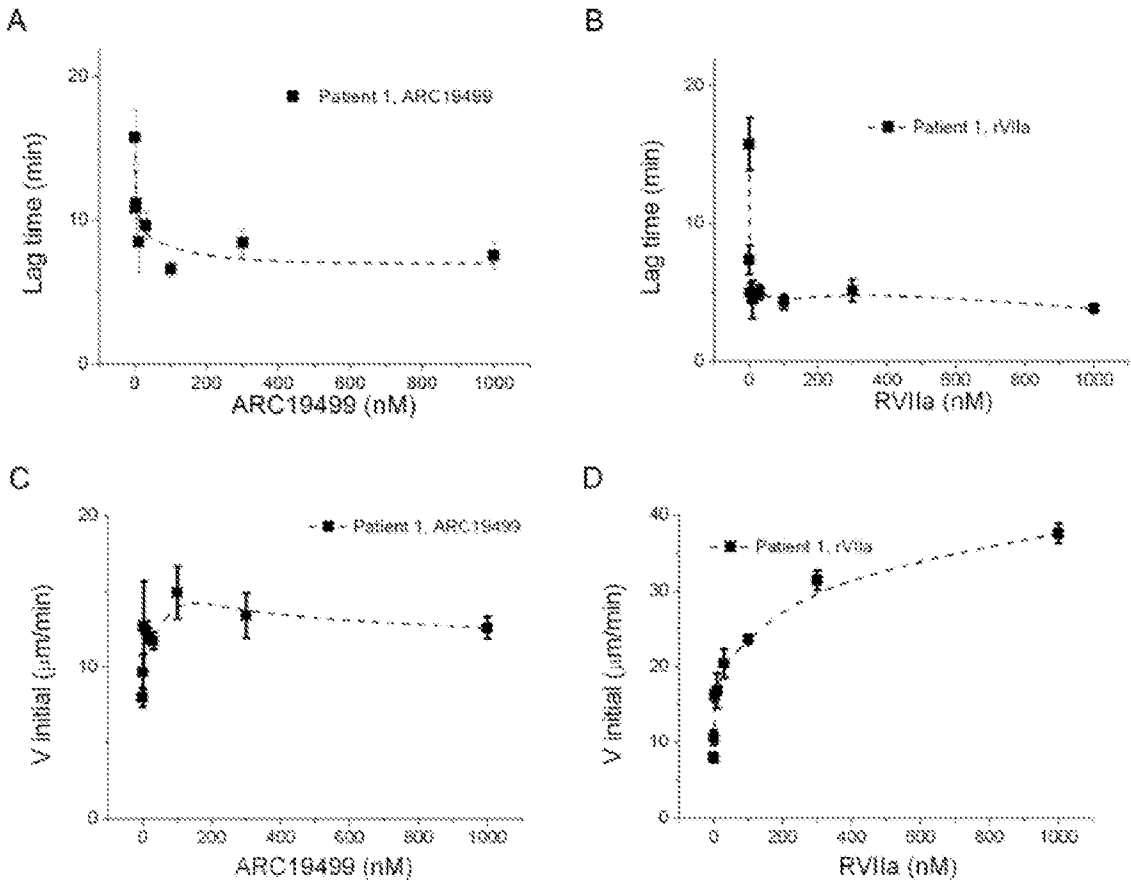 A
20
10
0
Lag time (min)
Patient 1, ARC19499
0 200 400 600 800 1000
ARC19499 (nM)
B
20
10
0
Lag time (min)
Patient 1, rVIIa
0 200 400 600 800 1000
RVIIa (nM)
C
20
10
0
V initial (μm/min)
Patient 1, ARC19499
0 200 400 600 800 1000
ARC19499 (nM)
D
40
30
20
10
0
V initial (μm/min)
Patient 1, rVIIa
0 200 400 600 800 1000
RVIIa (nM)